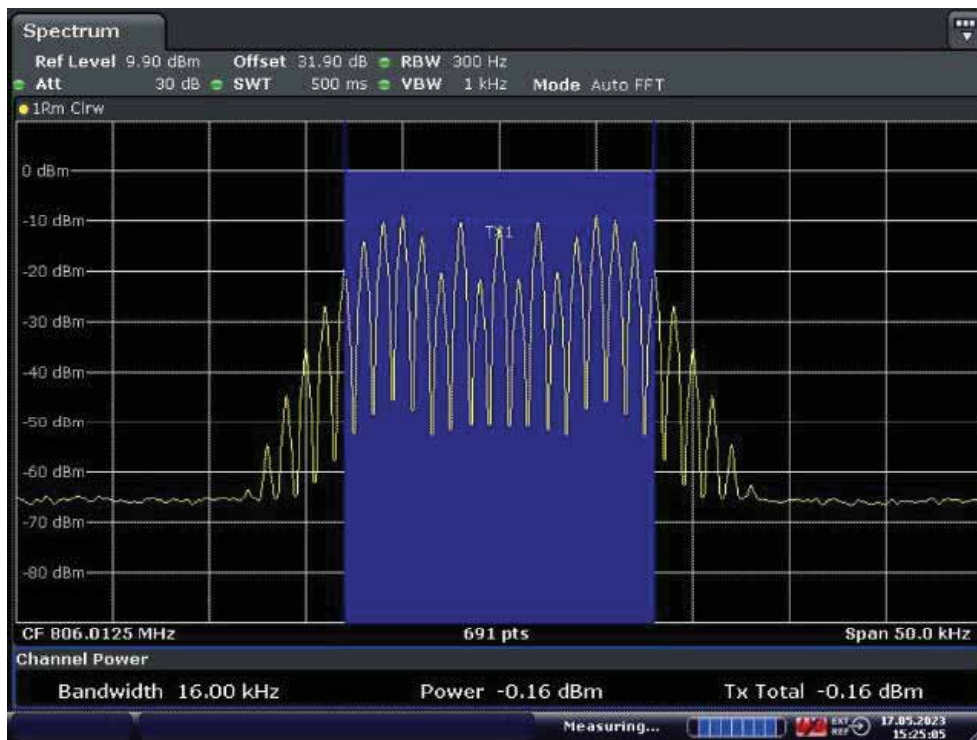 Spectrum
Ref Level 9.90 dBm Offset 31.90 dB RBW 300 Hz
Att 30 dB SWT 500 ms VBW 1 kHz Mode Auto FFT
1Rm Clrw
0 dBm
-10 dBm
TX1
-20 dBm
-30 dBm
-40 dBm
-50 dBm
-60 dBm
-70 dBm
-80 dBm
CF 806.0125 MHz 691 pts Span 50.0 kHz
Channel Power
Bandwidth 16.00 kHz Power -0.16 dBm Tx Total -0.16 dBm
Measuring... EXT REF 17.05.2023
15:25:05